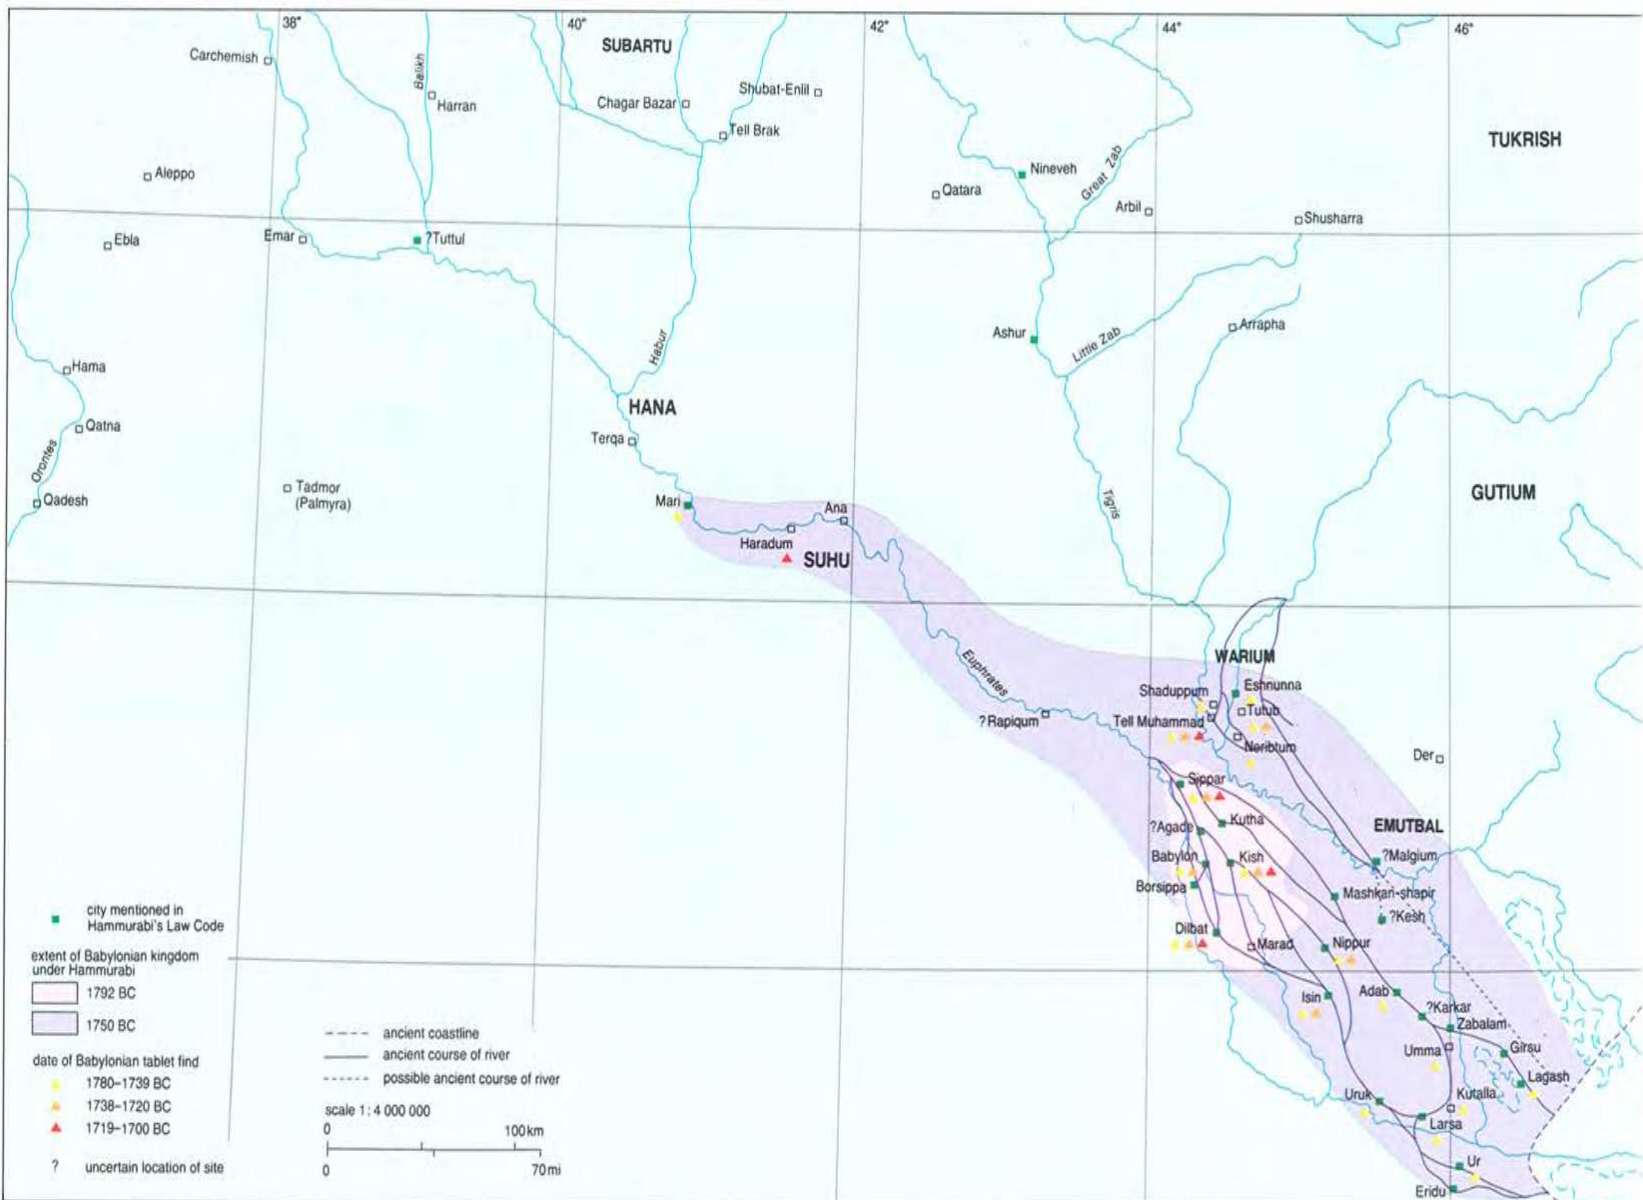 38°
40°
42°
44°
46°
Carchemish
Balikh
Harran
SUBARTU
Chagar Bazar
Shubat-Enlil
Tell Brak
TUKRISH
Aleppo
Nineveh
Great Zab
Qatara
Arbil
Shusharra
Ebla
Emar
?Tuttul
Ashur
Little Zab
Arrapha
Habur
Hama
HANA
Qatna
Terqa
Orontes
Qadesh
Tadmor
(Palmyra)
Mari
Ana
Haradum
SUHU
Tigris
GUTIUM
Euphrates
WARIUM
Shaduppum
Eshnunna
Tutub
?Rapiqum
Tell Muhammad
Neribtum
Der
Sippar
?Agade
Kutha
EMUTBAL
Babylon
Kish
?Malgium
Borsippa
Mashkan-shapir
?Kesh
Dilbat
Marad
Nippur
Isin
Adab
?Karkar
Zabalam
Umma
Girsu
Lagash
Uruk
Kutalla
Larsa
Ur
Eridu
city mentioned in
Hammurabi's Law Code
extent of Babylonian kingdom
under Hammurabi
1792 BC
1750 BC
date of Babylonian tablet find
1780–1739 BC
1738–1720 BC
1719–1700 BC
? uncertain location of site
ancient coastline
ancient course of river
possible ancient course of river
scale 1 : 4 000 000
0 100km
0 70mi